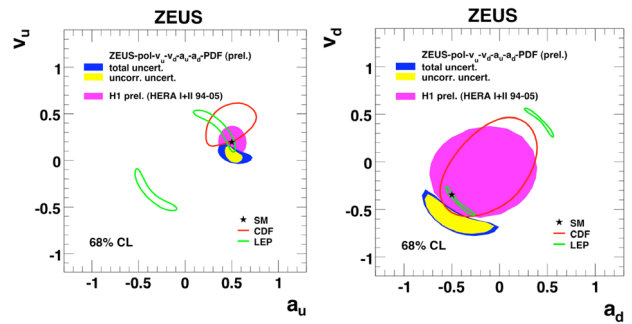 ZEUS
v_u
ZEUS-pol-v_u-v_d-a_u-a_d-PDF (prel.)
total uncert.
uncorr. uncert.
H1 prel. (HERA I+II 94-05)
1
0.5
0
-0.5
-1
SM
CDF
LEP
68% CL
-1 -0.5 0 0.5 1
a_u
ZEUS
v_d
ZEUS-pol-v_u-v_d-a_u-a_d-PDF (prel.)
total uncert.
uncorr. uncert.
H1 prel. (HERA I+II 94-05)
1
0.5
0
-0.5
-1
SM
CDF
LEP
68% CL
-1 -0.5 0 0.5 1
a_d